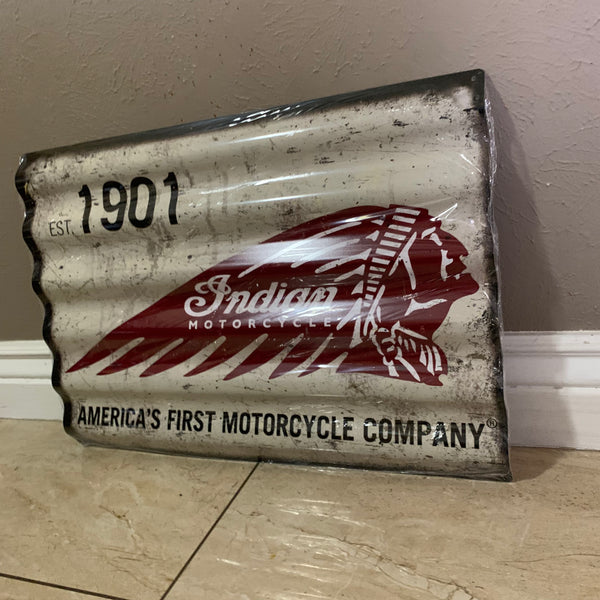 EST. 1901
Indian
MOTORCYCLE
AMERICA'S FIRST MOTORCYCLE COMPANY®